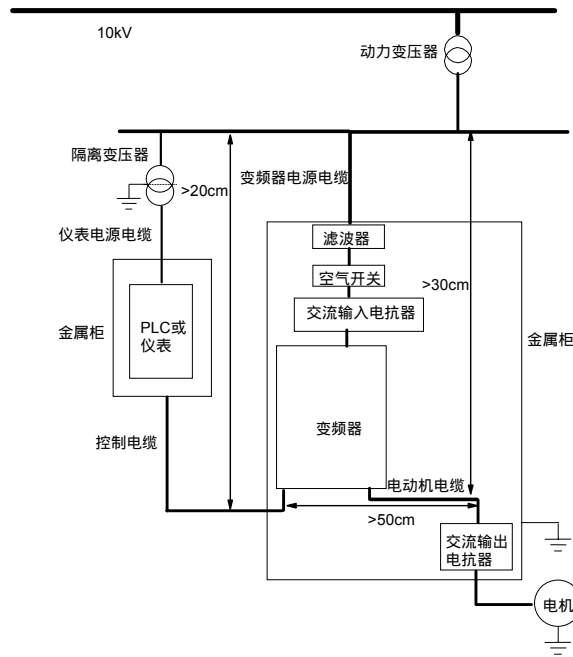 10kV
动力变压器
隔离变压器
>20cm
变频器电源电缆
仪表电源电缆
滤波器
空气开关
>30cm
交流输入电抗器
金属柜
PLC或
仪表
金属柜
变频器
控制电缆
电动机电缆
>50cm
交流输出
电抗器
电机